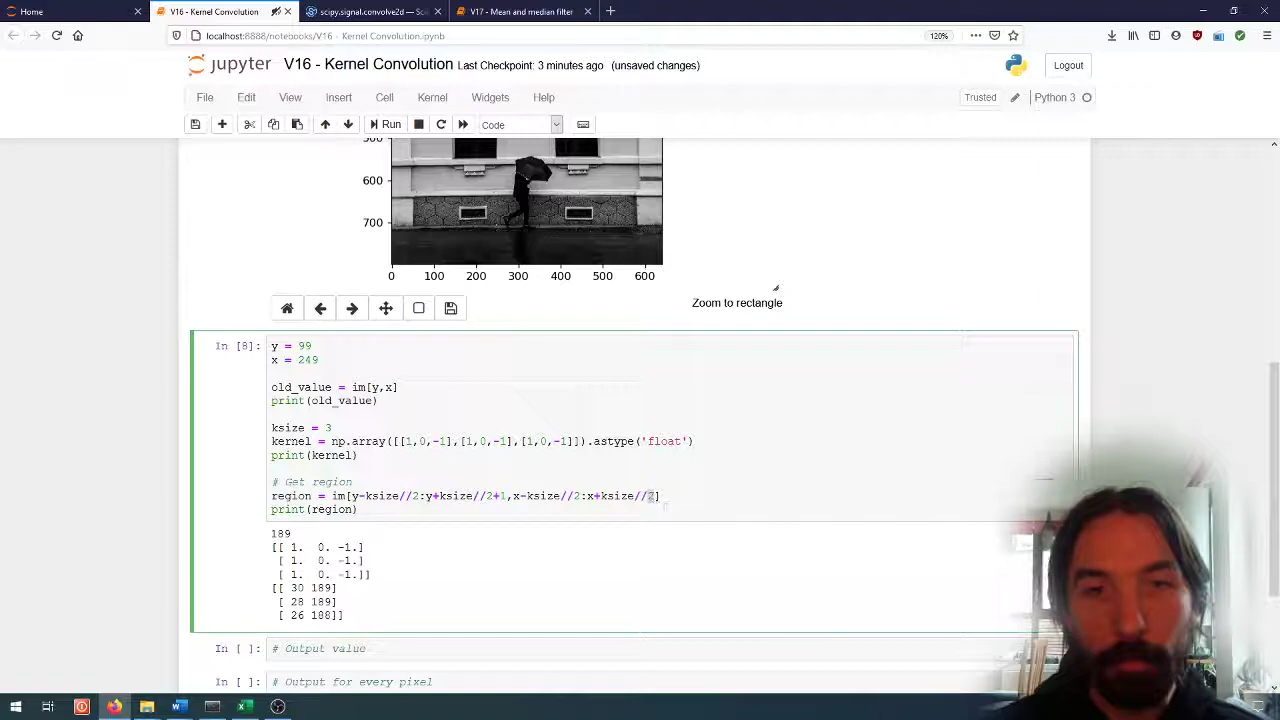 Home
V16 - Kernel Convolution
scipy.signal.convolve2d — SciPy
V17 - Mean and median filter
localhost:8888/notebooks/V16 - Kernel Convolution.ipynb
120%
jupyter V16 - Kernel Convolution Last Checkpoint: 3 minutes ago (unsaved changes)
Logout
File Edit View Insert Cell Kernel Widgets Help
Trusted
Python 3
Run
Code
500
600
700
0 100 200 300 400 500 600
Zoom to rectangle
In [8]:
y = 99
x = 249
old_value = im[y,x]
print(old_value)
ksize = 3
kernel = np.array([[1,0,-1],[1,0,-1],[1,0,-1]]).astype('float')
print(kernel)
# Get region
region = im[y-ksize//2:y+ksize//2+1,x-ksize//2:x+ksize//2]
print(region)
189
[[ 1. 0. -1.]
[ 1. 0. -1.]
[ 1. 0. -1.]]
[[ 30 189]
[ 28 189]
[ 26 188]]
In [ ]: # Output value
In [ ]: # Output for every pixel